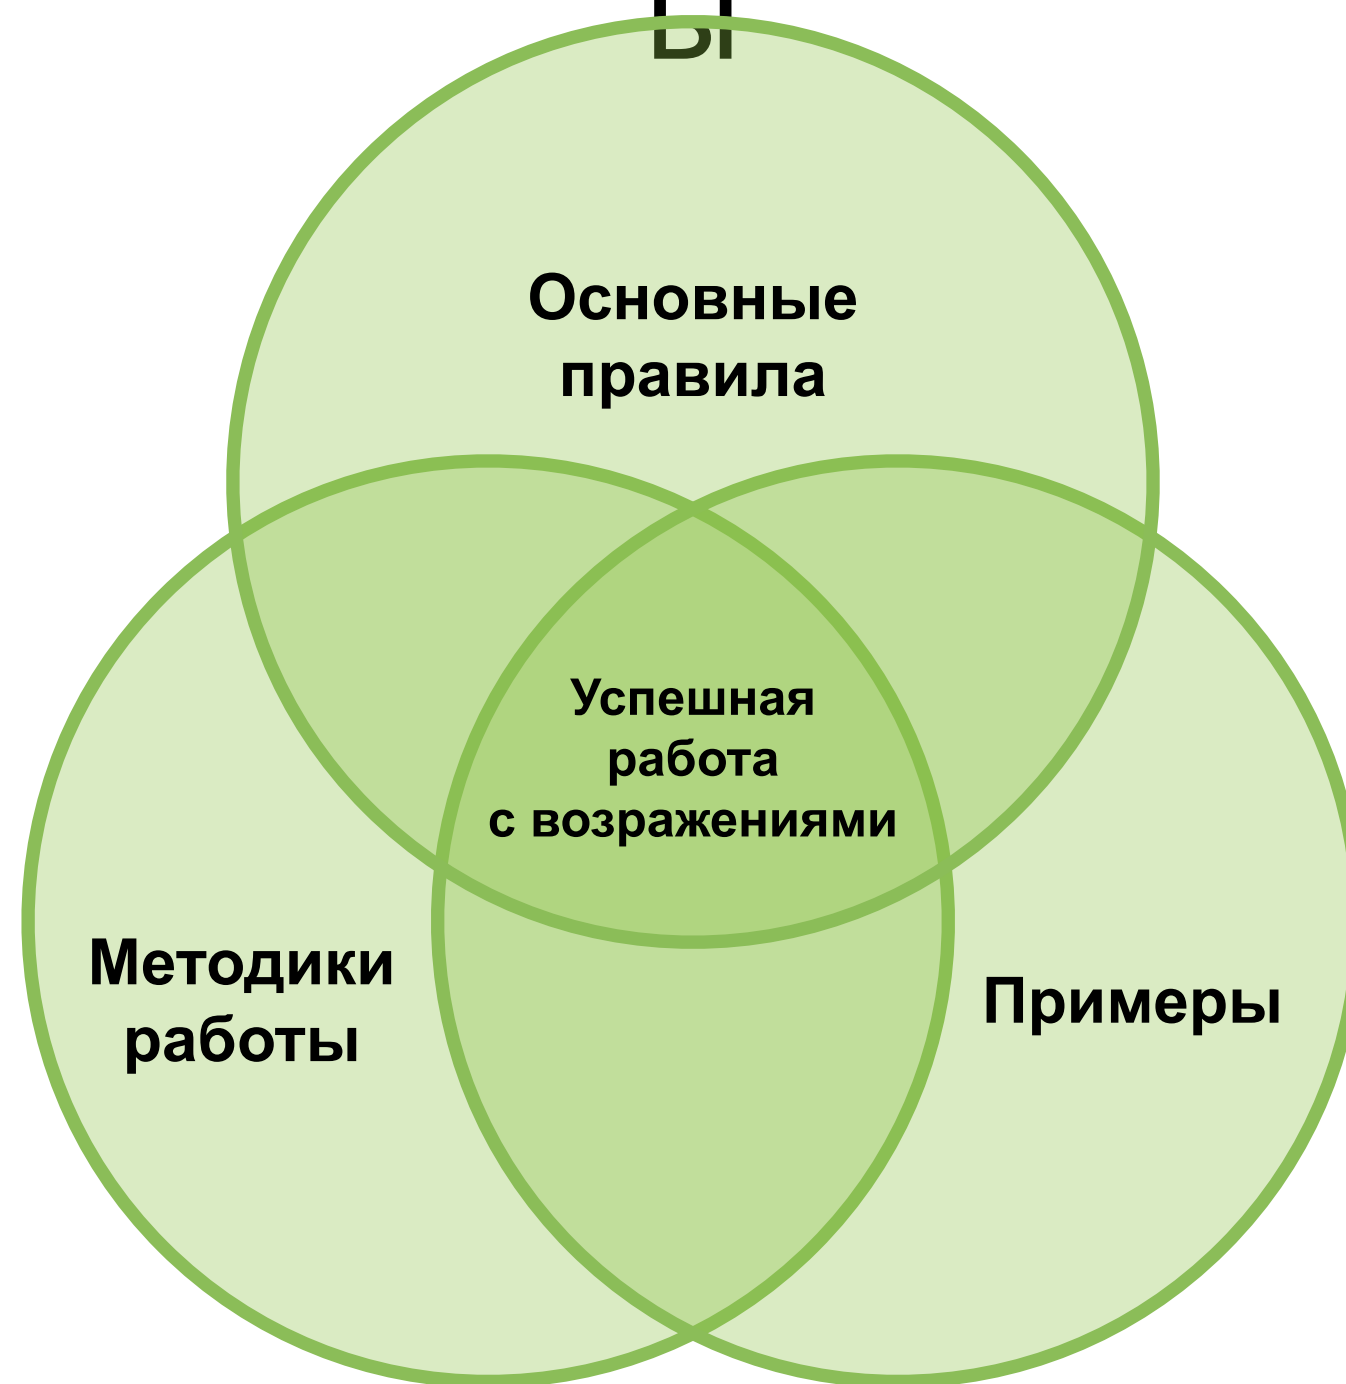 ы
Основные
правила
Успешная
работа
с возражениями
Методики
работы
Примеры